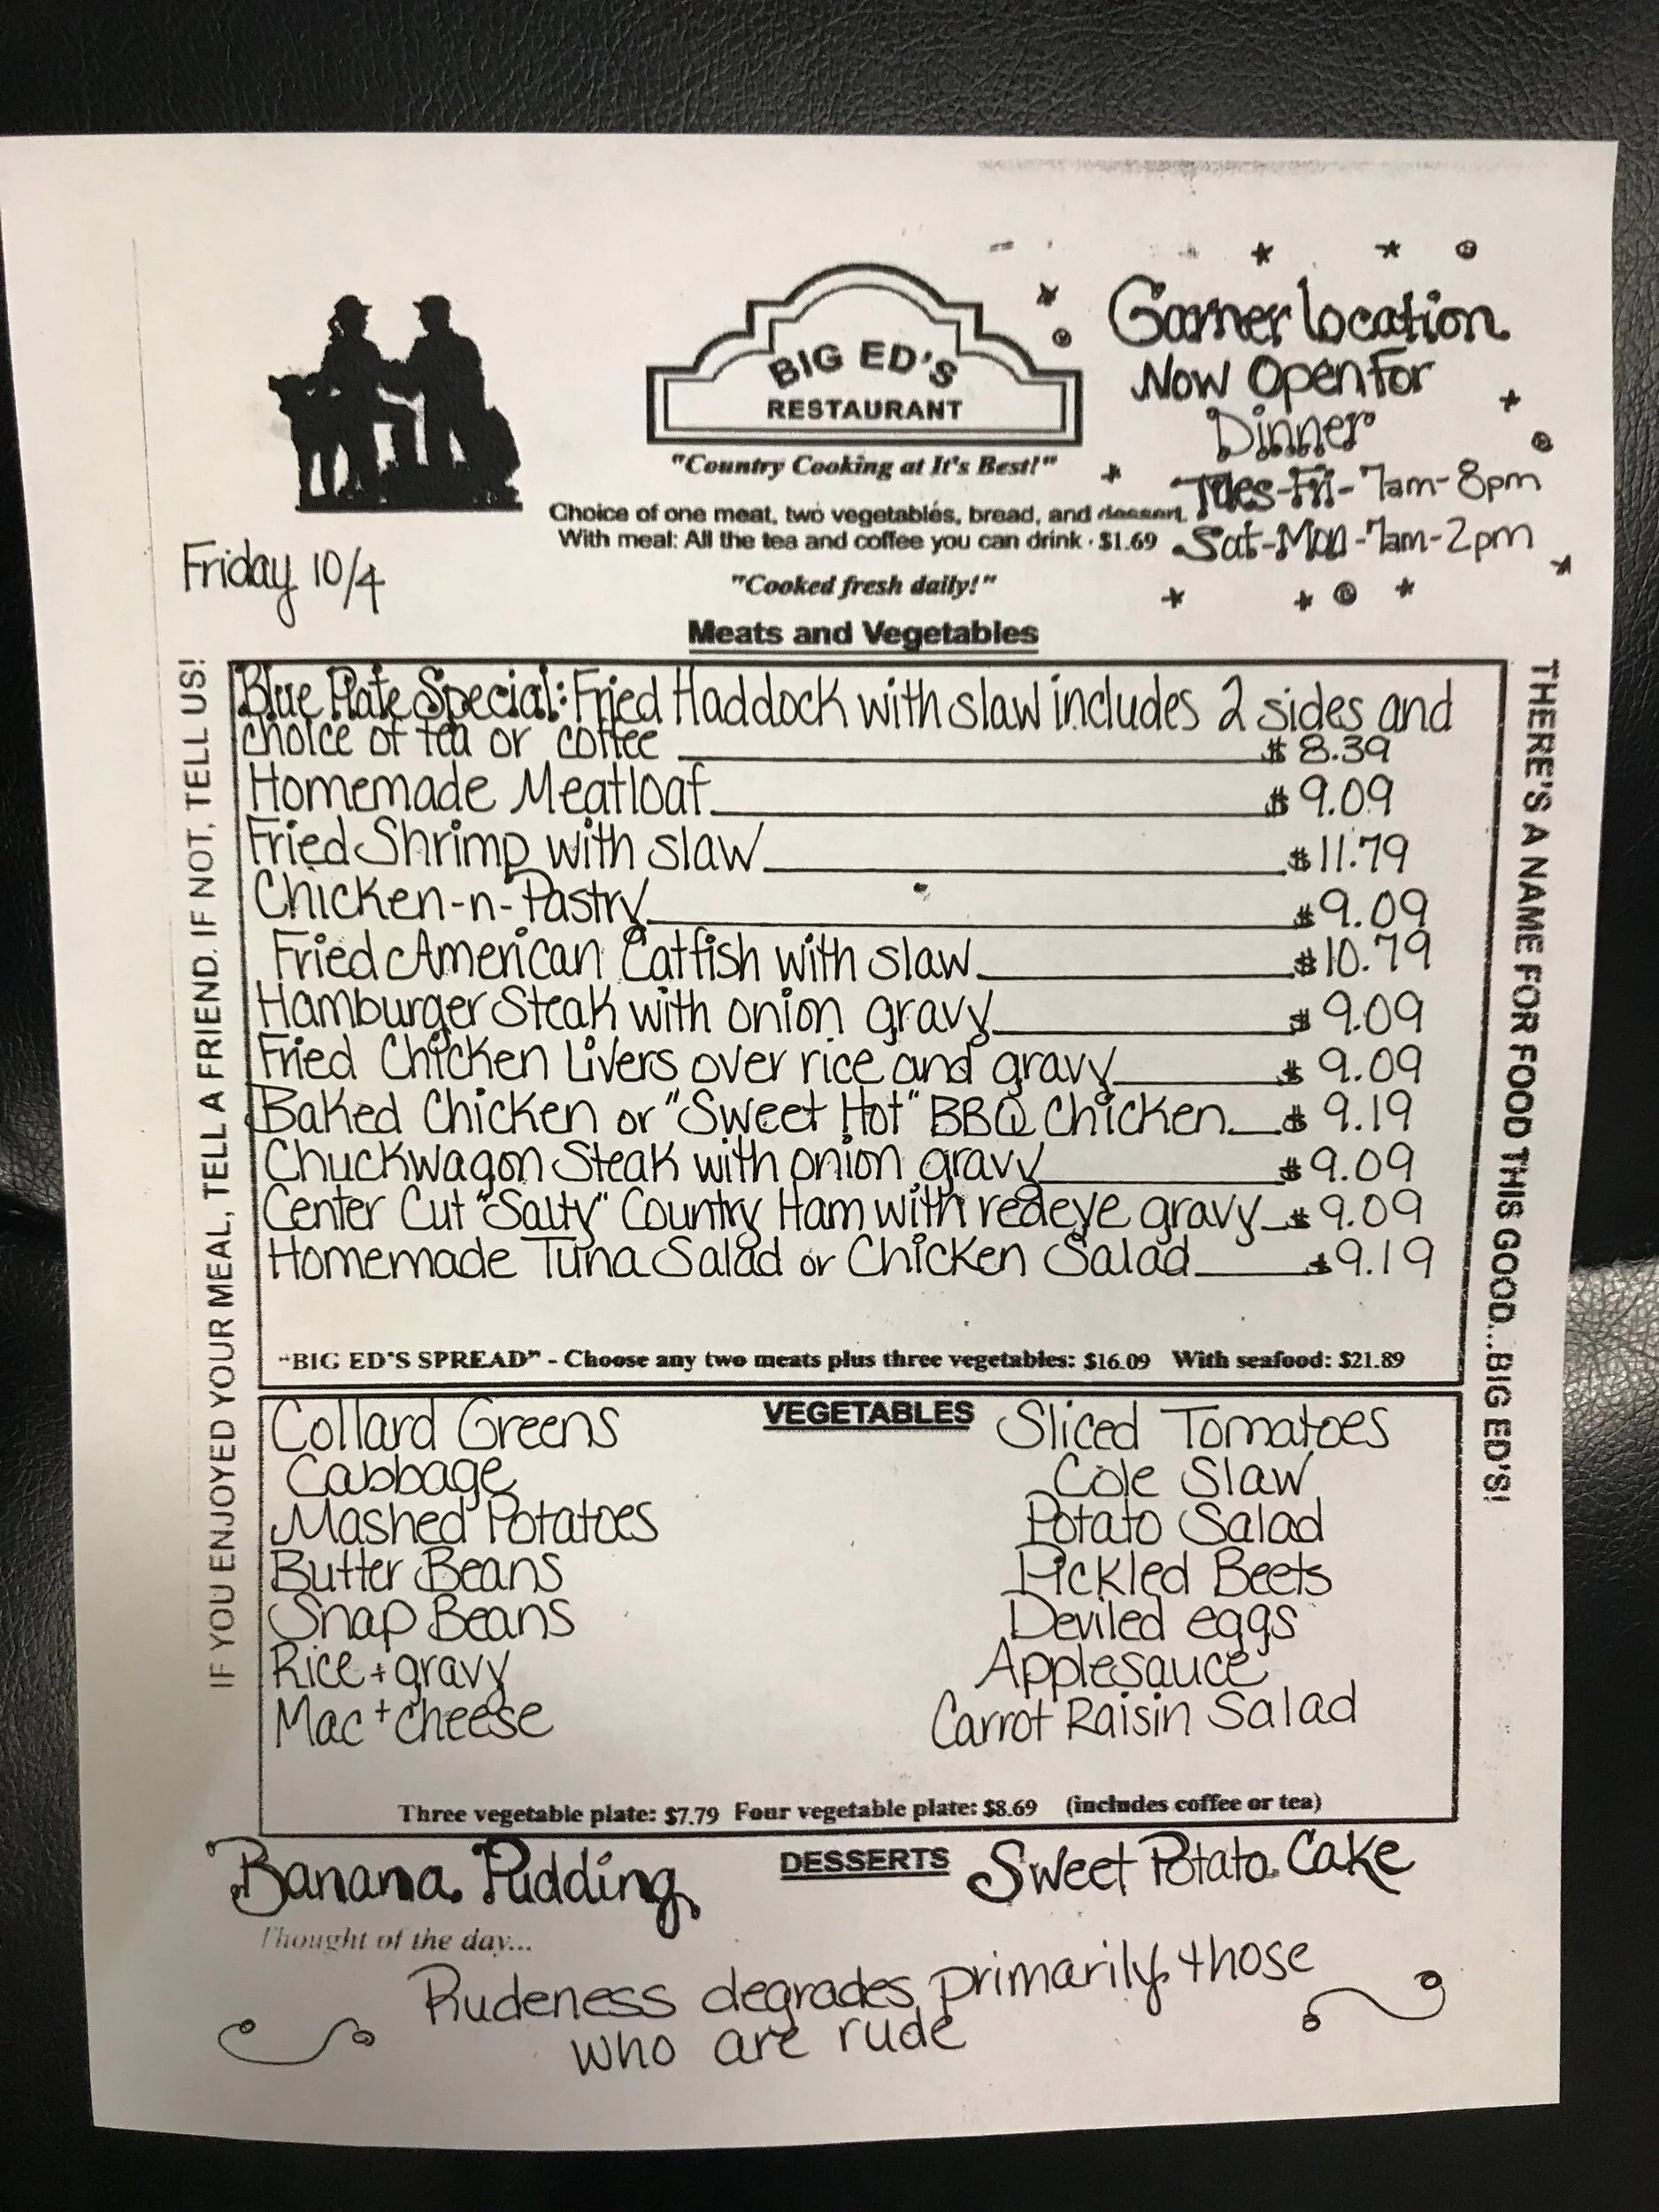 BIG ED'S
RESTAURANT
"Country Cooking at It's Best!"
Garner location
Now Open For
Dinner
Tues-Fri-7am-8pm
Sat-Mon-7am-2pm
Choice of one meat, two vegetables, bread, and dessert.
With meal: All the tea and coffee you can drink · $1.69
Friday 10/4
"Cooked fresh daily!"
Meats and Vegetables
IF YOU ENJOYED YOUR MEAL, TELL A FRIEND. IF NOT, TELL US!
Blue Plate Special: Fried Haddock with slaw includes 2 sides and
choice of tea or coffee $ 8.39
Homemade Meatloaf $ 9.09
Fried Shrimp with slaw $ 11.79
Chicken-n-Pastry $ 9.09
Fried American Catfish with slaw $ 10.79
Hamburger Steak with onion gravy $ 9.09
Fried Chicken Livers over rice and gravy $ 9.09
Baked Chicken or "Sweet Hot" BBQ Chicken $ 9.19
Chuckwagon Steak with onion gravy $ 9.09
Center Cut "Salty" Country Ham with redeye gravy $ 9.09
Homemade Tuna Salad or Chicken Salad $ 9.19
"BIG ED'S SPREAD" - Choose any two meats plus three vegetables: $16.09 With seafood: $21.89
THERE'S A NAME FOR FOOD THIS GOOD...BIG ED'S!
VEGETABLES
Collard Greens
Cabbage
Mashed Potatoes
Butter Beans
Snap Beans
Rice + gravy
Mac + cheese
Sliced Tomatoes
Cole Slaw
Potato Salad
Pickled Beets
Deviled eggs
Applesauce
Carrot Raisin Salad
Three vegetable plate: $7.79 Four vegetable plate: $8.69 (includes coffee or tea)
DESSERTS
Banana Pudding
Sweet Potato Cake
Thought of the day...
Rudeness degrades primarily those
who are rude